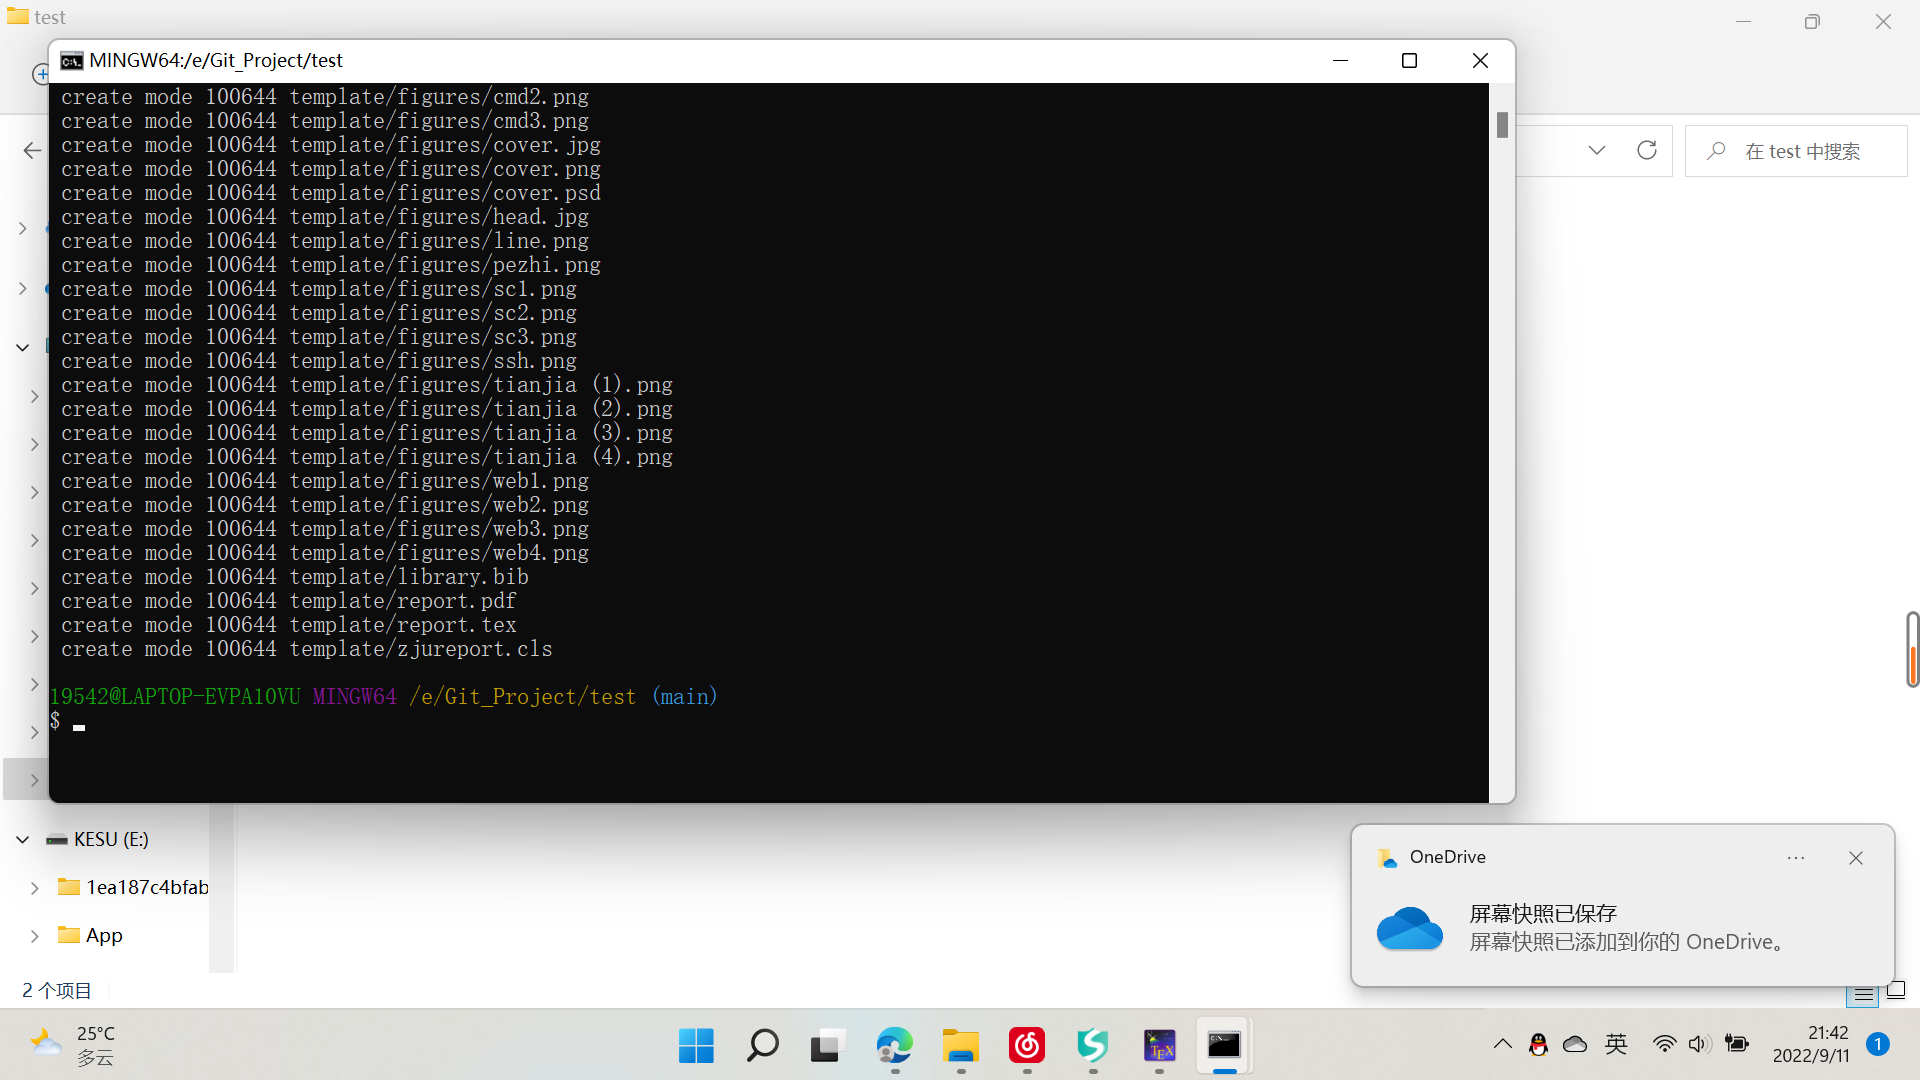 test
MINGW64:/e/Git_Project/test
create mode 100644 template/figures/cmd2.png
create mode 100644 template/figures/cmd3.png
create mode 100644 template/figures/cover.jpg
create mode 100644 template/figures/cover.png
create mode 100644 template/figures/cover.psd
create mode 100644 template/figures/head.jpg
create mode 100644 template/figures/line.png
create mode 100644 template/figures/pezhi.png
create mode 100644 template/figures/sc1.png
create mode 100644 template/figures/sc2.png
create mode 100644 template/figures/sc3.png
create mode 100644 template/figures/ssh.png
create mode 100644 template/figures/tianjia (1).png
create mode 100644 template/figures/tianjia (2).png
create mode 100644 template/figures/tianjia (3).png
create mode 100644 template/figures/tianjia (4).png
create mode 100644 template/figures/web1.png
create mode 100644 template/figures/web2.png
create mode 100644 template/figures/web3.png
create mode 100644 template/figures/web4.png
create mode 100644 template/library.bib
create mode 100644 template/report.pdf
create mode 100644 template/report.tex
create mode 100644 template/zjureport.cls
19542@LAPTOP-EVPA10VU MINGW64 /e/Git_Project/test (main)
$
在 test 中搜索
KESU (E:)
1ea187c4bfab
App
2 个项目
OneDrive
屏幕快照已保存
屏幕快照已添加到你的 OneDrive。
25°C
多云
TEX
英
21:42
2022/9/11
1